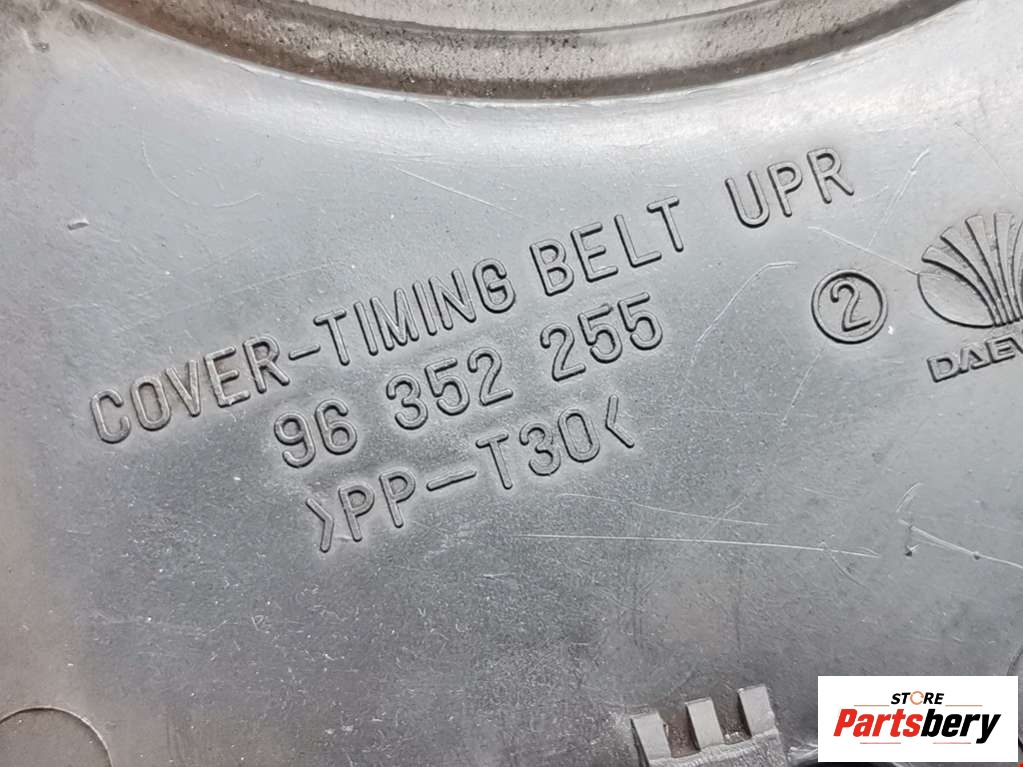 COVER-TIMING BELT UPR
96 352 255
>PP-T30<
2
STORE
Partsbery